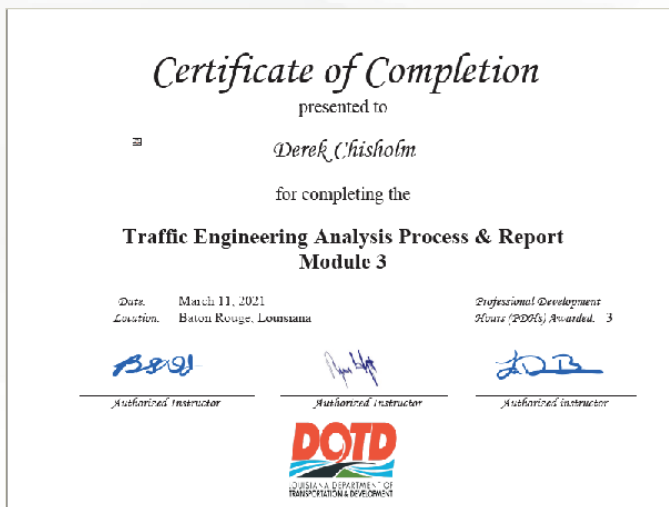 Certificate of Completion
presented to
Derek Chisholm
for completing the
Traffic Engineering Analysis Process & Report
Module 3
Date. March 11, 2021
Location. Baton Rouge, Louisiana
Professional Development
Hours (PDHs) Awarded. 3
Authorized Instructor
Authorized Instructor
Authorized instructor
DOTD
LOUISIANA DEPARTMENT OF
TRANSPORTATION & DEVELOPMENT